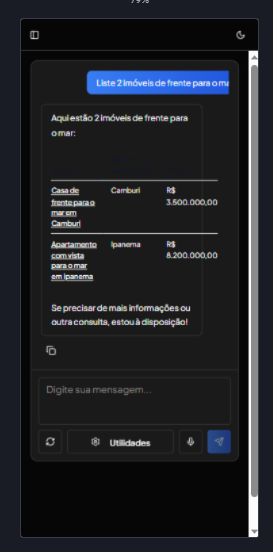 79%
Liste 2 imóveis de frente para o ma
Aqui estão 2 imóveis de frente para
o mar:
Casa de Camburi R$
frente para o 3.500.000,00
mar em
Camburi
Apartamento Ipanema R$
com vista 8.200.000,00
para o mar
em Ipanema
Se precisar de mais informações ou
outra consulta, estou à disposição!
Digite sua mensagem...
Utilidades